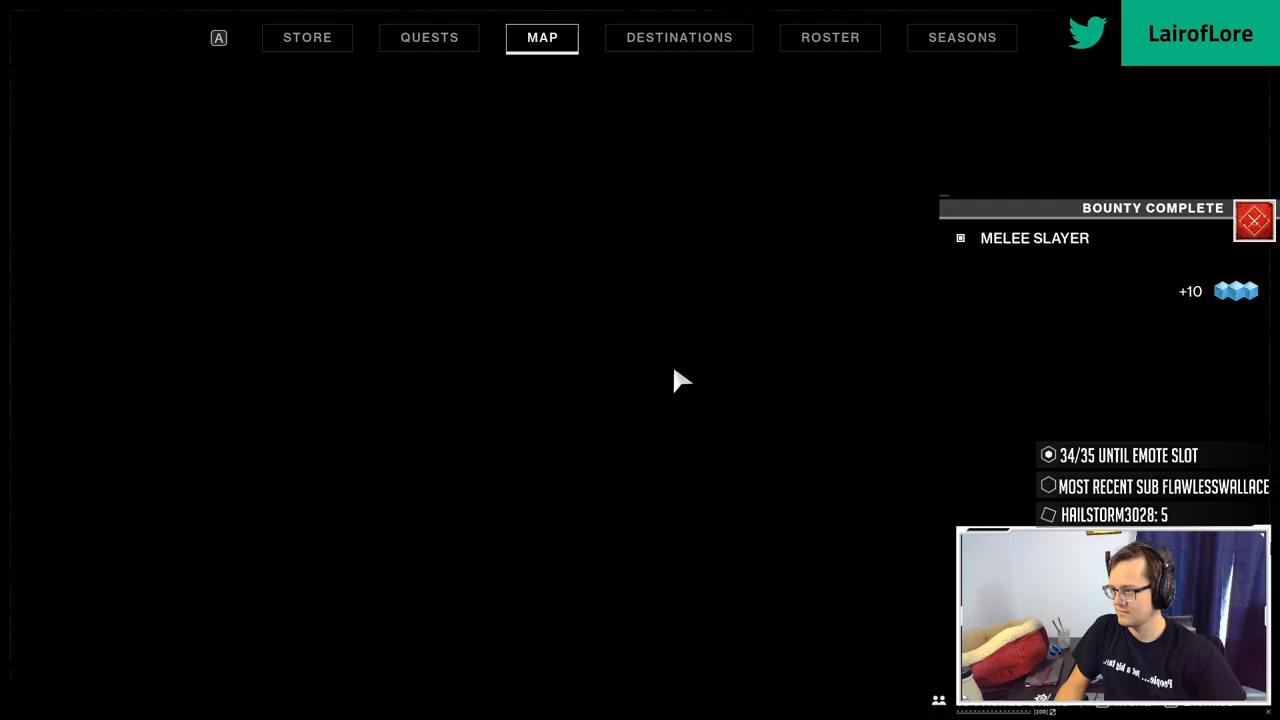 A
STORE
QUESTS
MAP
DESTINATIONS
ROSTER
SEASONS
LairofLore
BOUNTY COMPLETE
MELEE SLAYER
+10
34/35 UNTIL EMOTE SLOT
MOST RECENT SUB FLAWLESSWALLACE
HAILSTORM3028: 5